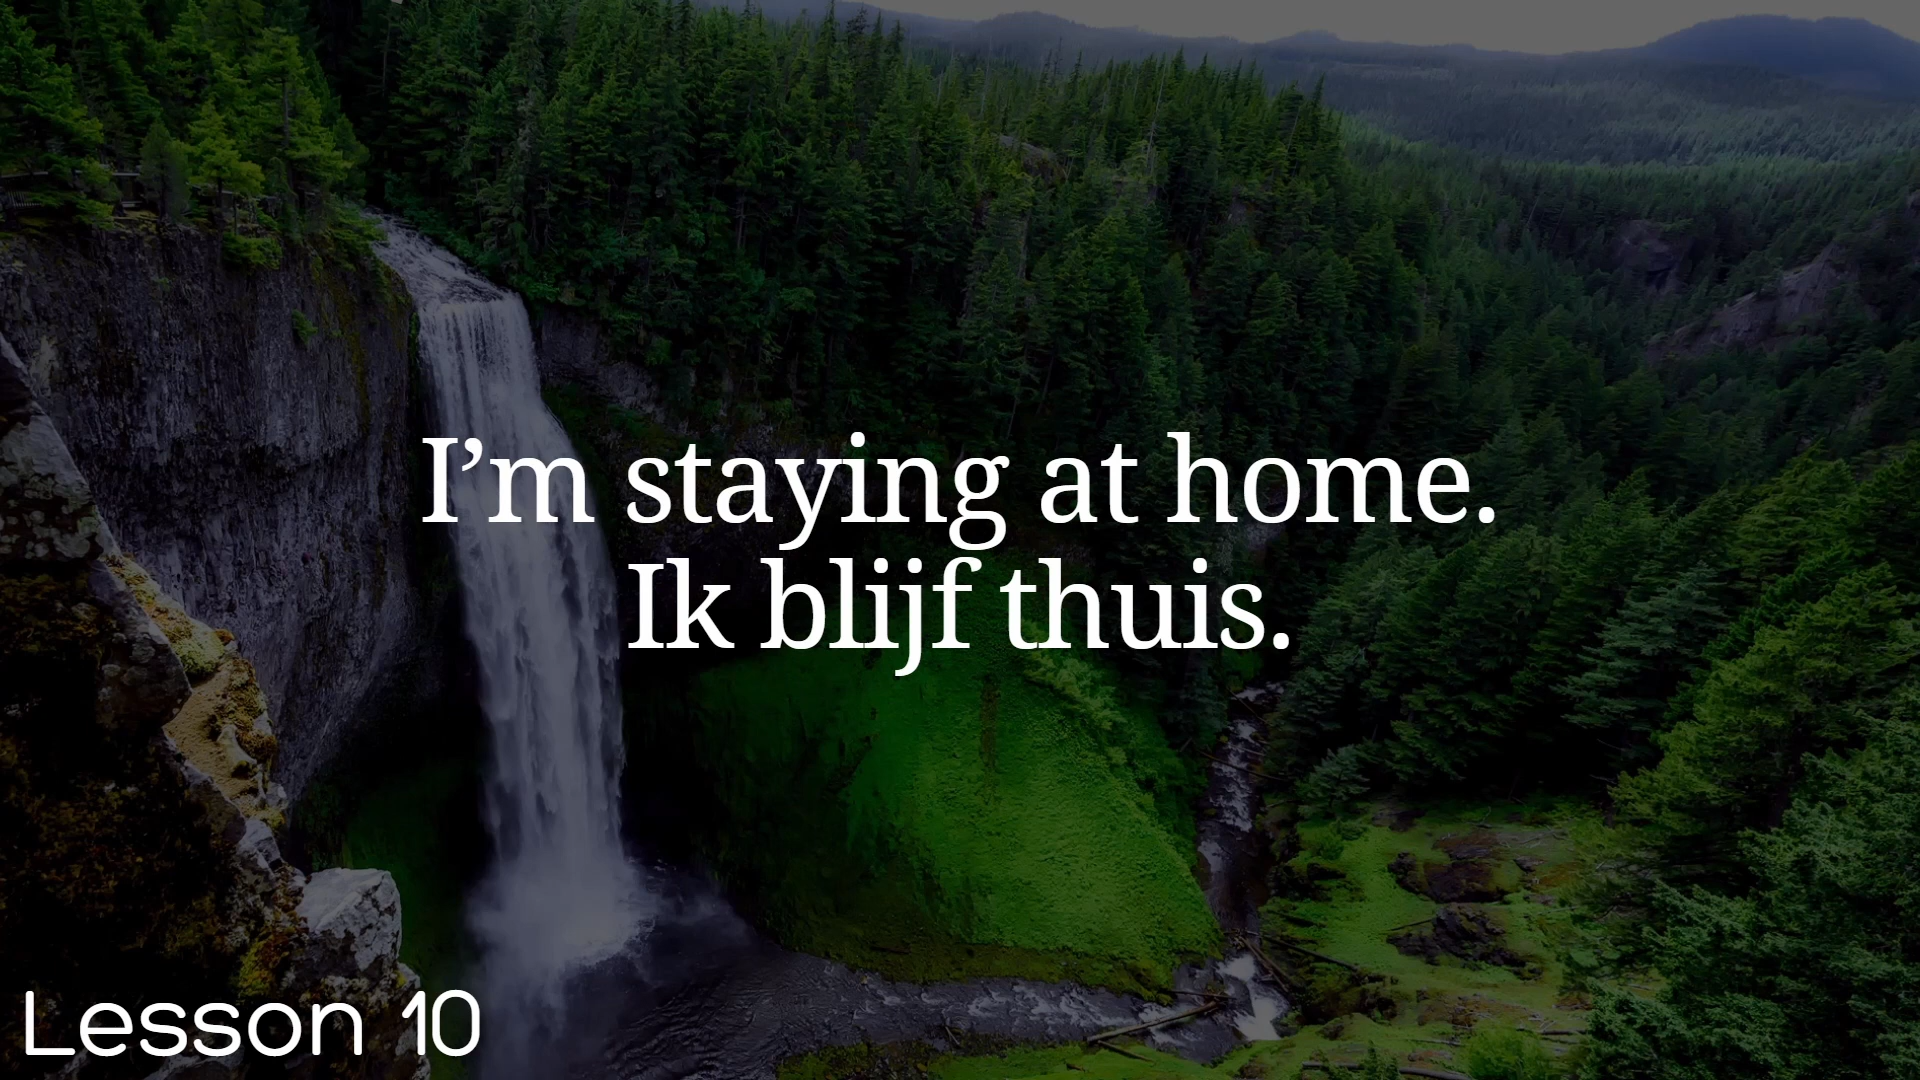 I’m staying at home.
Ik blijf thuis.
Lesson 10